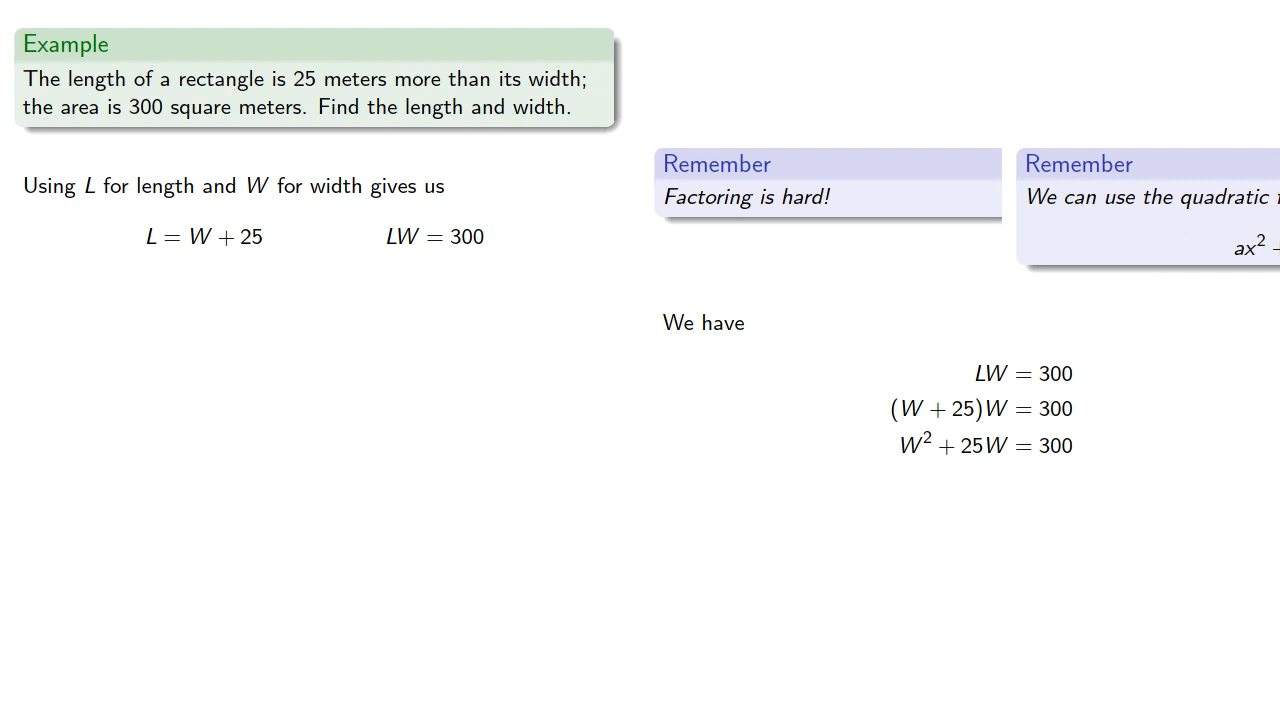 Example
The length of a rectangle is 25 meters more than its width;
the area is 300 square meters. Find the length and width.
Using L for length and W for width gives us
L = W + 25 LW = 300
Remember
Factoring is hard!
Remember
We can use the quadratic
ax² +
We have
LW = 300
(W + 25)W = 300
W² + 25W = 300